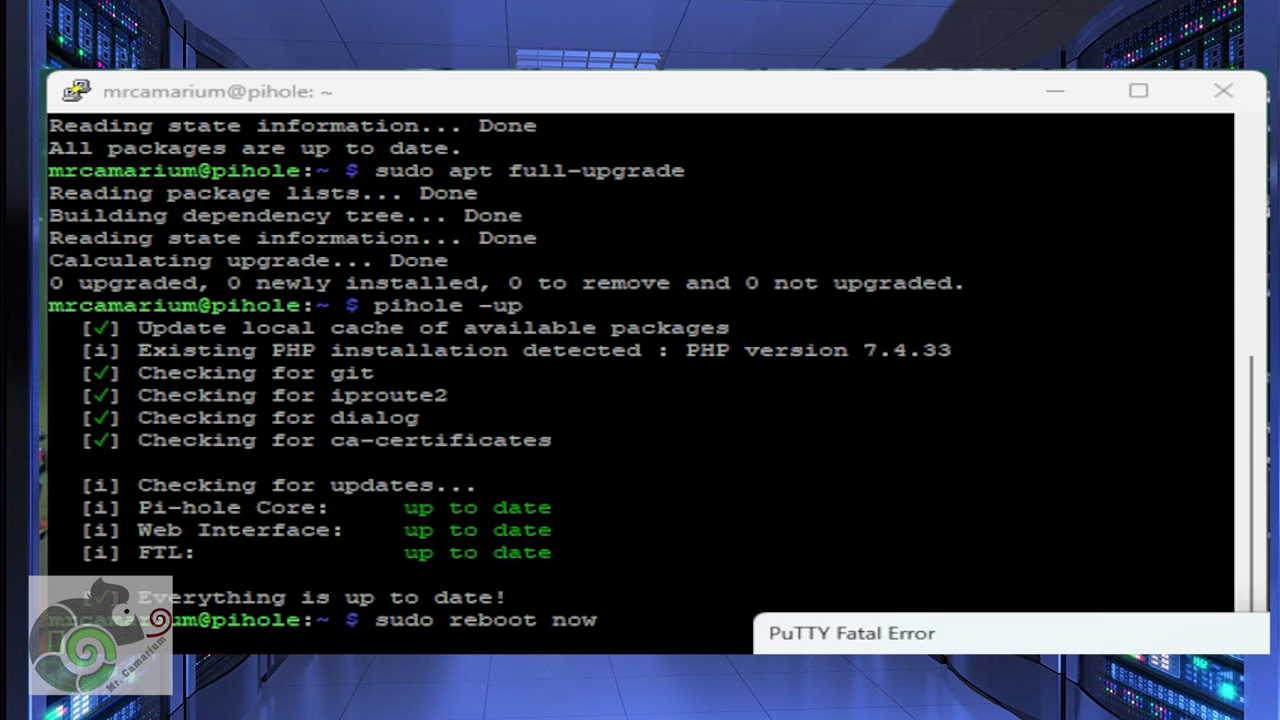 mrcamarium@pihole: ~
Reading state information... Done
All packages are up to date.
mrcamarium@pihole:~ $ sudo apt full-upgrade
Reading package lists... Done
Building dependency tree... Done
Reading state information... Done
Calculating upgrade... Done
0 upgraded, 0 newly installed, 0 to remove and 0 not upgraded.
mrcamarium@pihole:~ $ pihole -up
[✓] Update local cache of available packages
[i] Existing PHP installation detected : PHP version 7.4.33
[✓] Checking for git
[✓] Checking for iproute2
[✓] Checking for dialog
[✓] Checking for ca-certificates
[i] Checking for updates...
[i] Pi-hole Core: up to date
[i] Web Interface: up to date
[i] FTL: up to date
[✓] Everything is up to date!
mrcamarium@pihole:~ $ sudo reboot now
PuTTY Fatal Error
Mr. Camarium